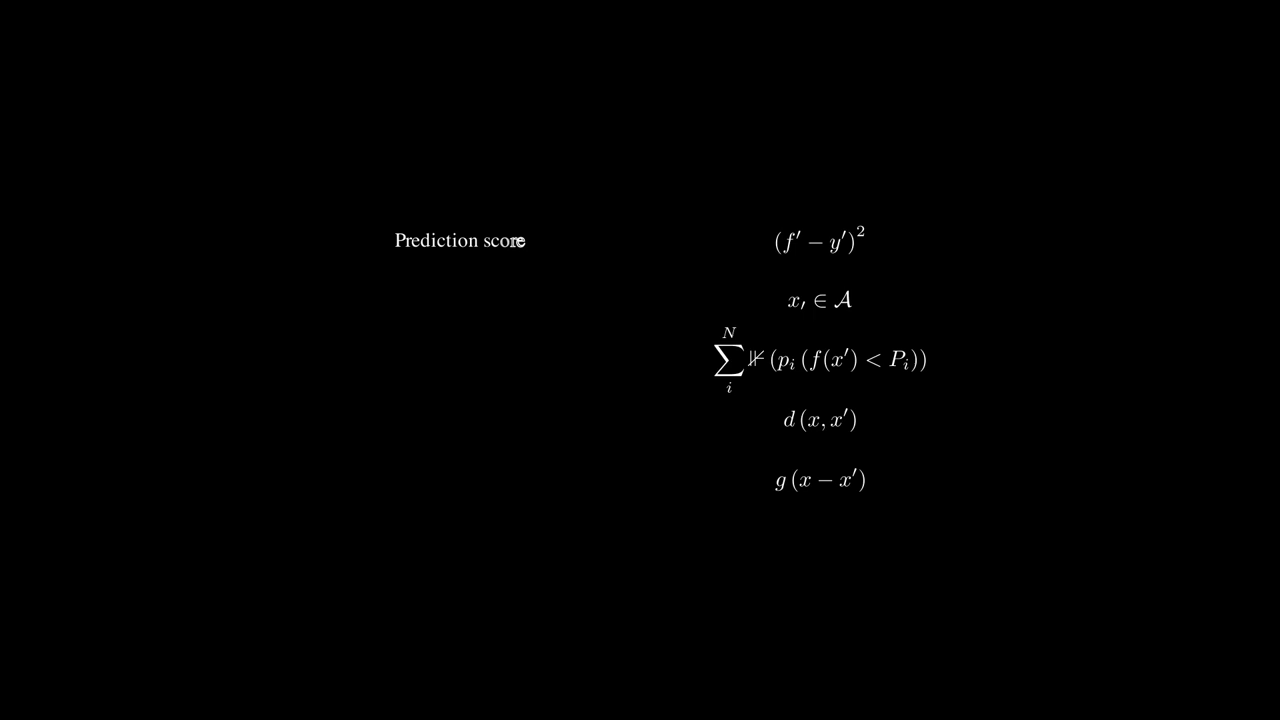 Prediction score
(f′ − y′)²
x′ ∈ 𝒜
∑ᵢᴺ ⊮ (pᵢ (f(x′) < Pᵢ))
d (x, x′)
g (x − x′)